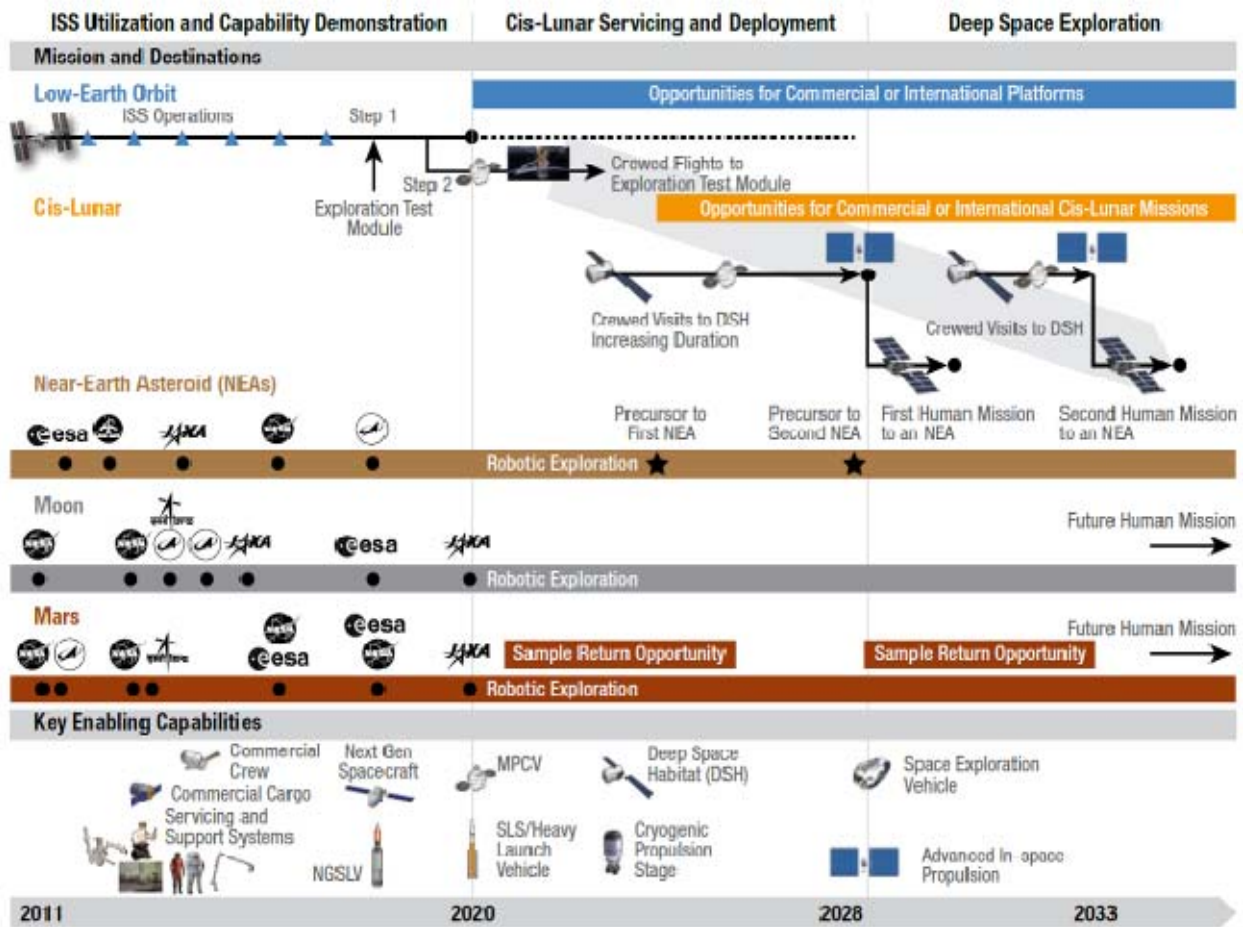 ISS Utilization and Capability Demonstration
Cis-Lunar Servicing and Deployment
Deep Space Exploration
Mission and Destinations
Low-Earth Orbit
Opportunities for Commercial or International Platforms
ISS Operations
Step 1
Step 2
Crewed Flights to
Exploration Test Module
Exploration Test
Module
Cis-Lunar
Opportunities for Commercial or International Cis-Lunar Missions
Crewed Visits to DSH
Increasing Duration
Crewed Visits to DSH
Near-Earth Asteroid (NEAs)
Precursor to
First NEA
Precursor to
Second NEA
First Human Mission
to an NEA
Second Human Mission
to an NEA
esa
JAXA
NASA
Robotic Exploration
Moon
Future Human Mission
NASA
NASA
JAXA
esa
JAXA
Robotic Exploration
Mars
Future Human Mission
NASA
NASA
NASA
esa
esa
NASA
JAXA
Sample Return Opportunity
Sample Return Opportunity
Robotic Exploration
Key Enabling Capabilities
Commercial
Crew
Commercial Cargo
Servicing and
Support Systems
Next Gen
Spacecraft
NGSLV
MPCV
SLS/Heavy
Launch
Vehicle
Deep Space
Habitat (DSH)
Cryogenic
Propulsion
Stage
Space Exploration
Vehicle
Advanced In-space
Propulsion
2011
2020
2028
2033